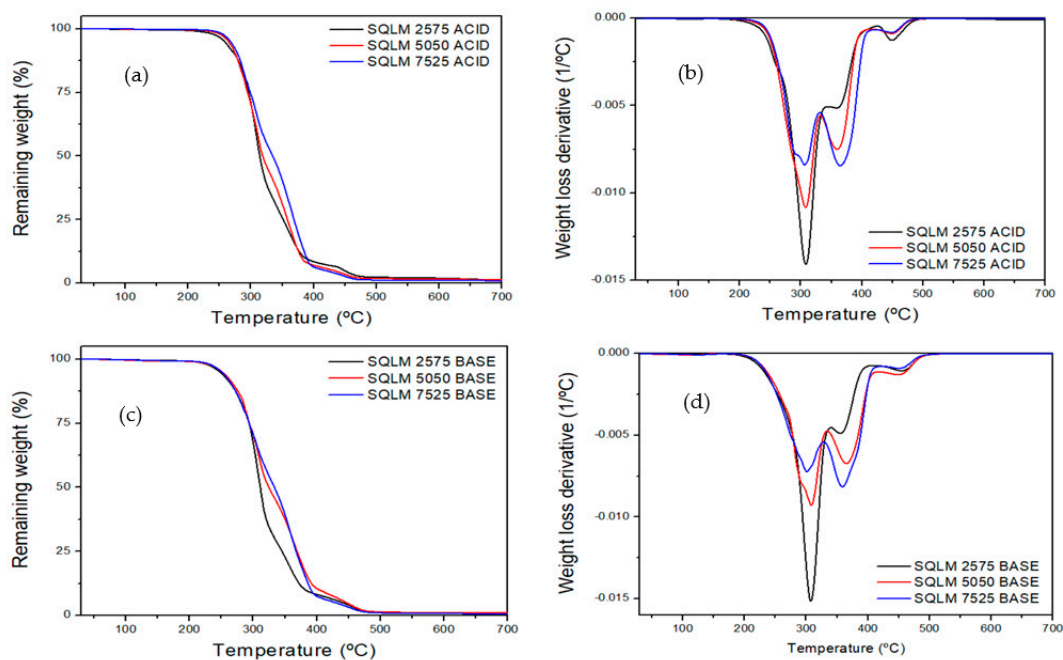 100
75
50
25
0
Remaining weight (%)
(a)
SQLM 2575 ACID
SQLM 5050 ACID
SQLM 7525 ACID
100 200 300 400 500 600 700
Temperature (ºC)
0.000
-0.005
-0.010
-0.015
Weight loss derivative (1/ºC)
(b)
SQLM 2575 ACID
SQLM 5050 ACID
SQLM 7525 ACID
100 200 300 400 500 600 700
Temperature (ºC)
100
75
50
25
0
Remaining weight (%)
(c)
SQLM 2575 BASE
SQLM 5050 BASE
SQLM 7525 BASE
100 200 300 400 500 600 700
Temperature (ºC)
0.000
-0.005
-0.010
-0.015
Weight loss derivative (1/ºC)
(d)
SQLM 2575 BASE
SQLM 5050 BASE
SQLM 7525 BASE
100 200 300 400 500 600 700
Temperature (ºC)